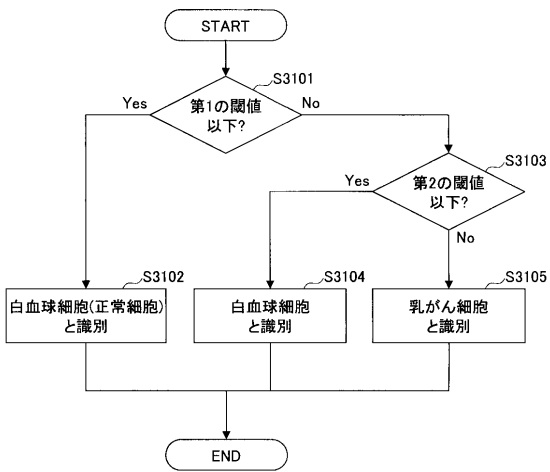 START
S3101
第1の閾値
以下?
Yes
No
S3103
第2の閾値
以下?
Yes
No
S3102
白血球細胞(正常細胞)
と識別
S3104
白血球細胞
と識別
S3105
乳がん細胞
と識別
END